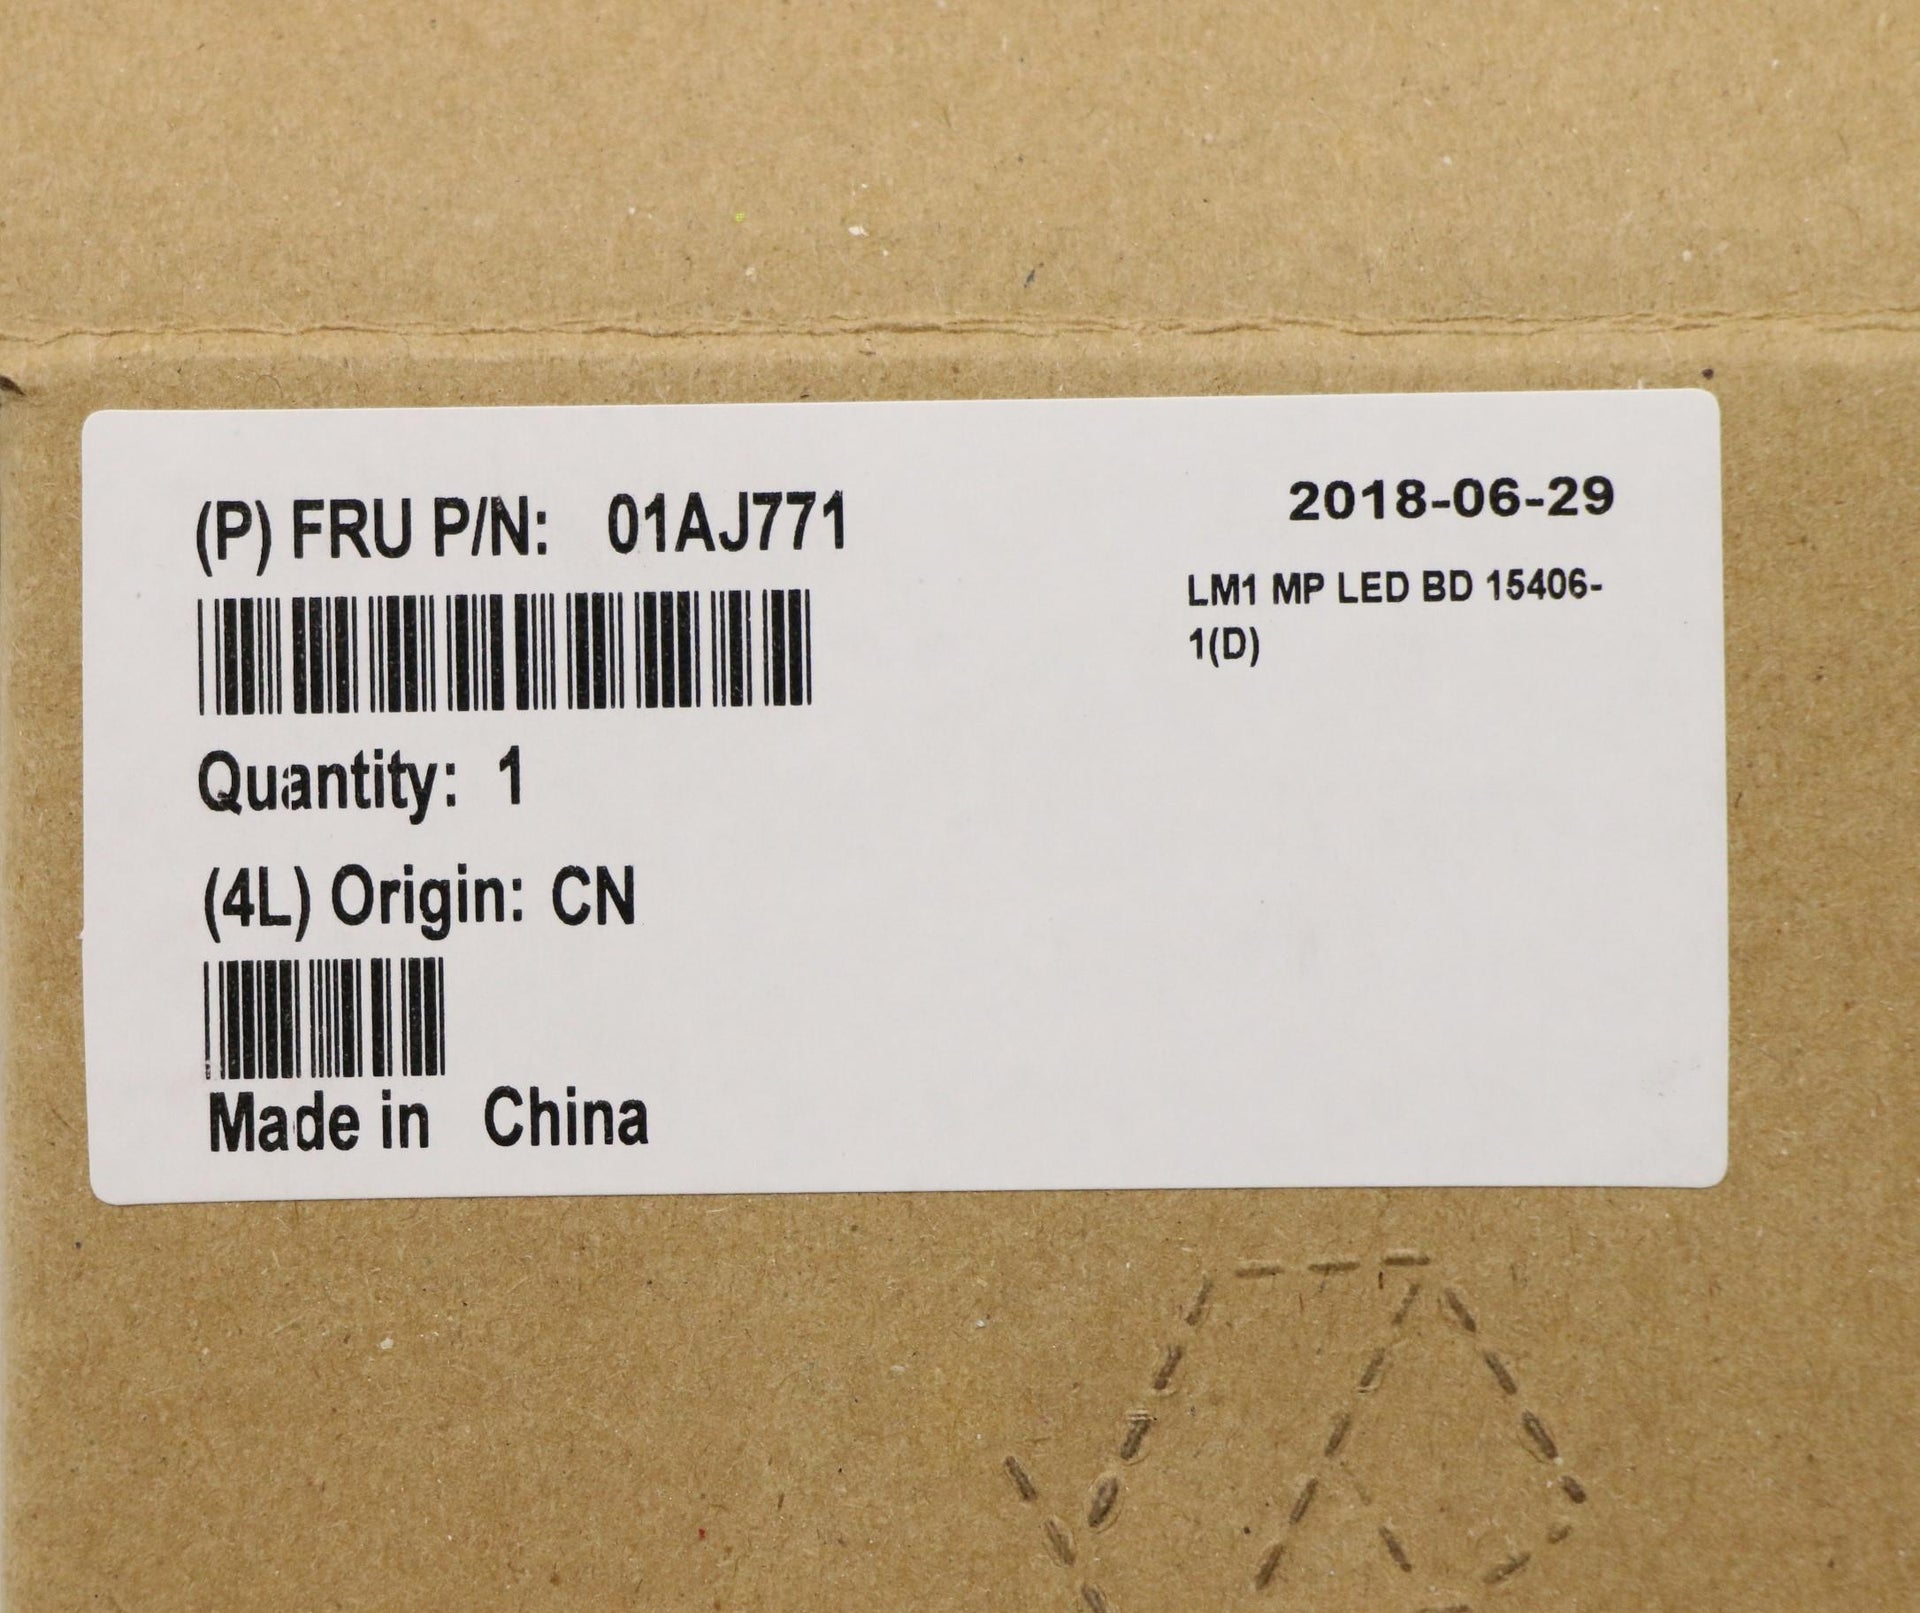 (P) FRU P/N: 01AJ771
2018-06-29
LM1 MP LED BD 15406-
1(D)
Quantity: 1
(4L) Origin: CN
Made in China